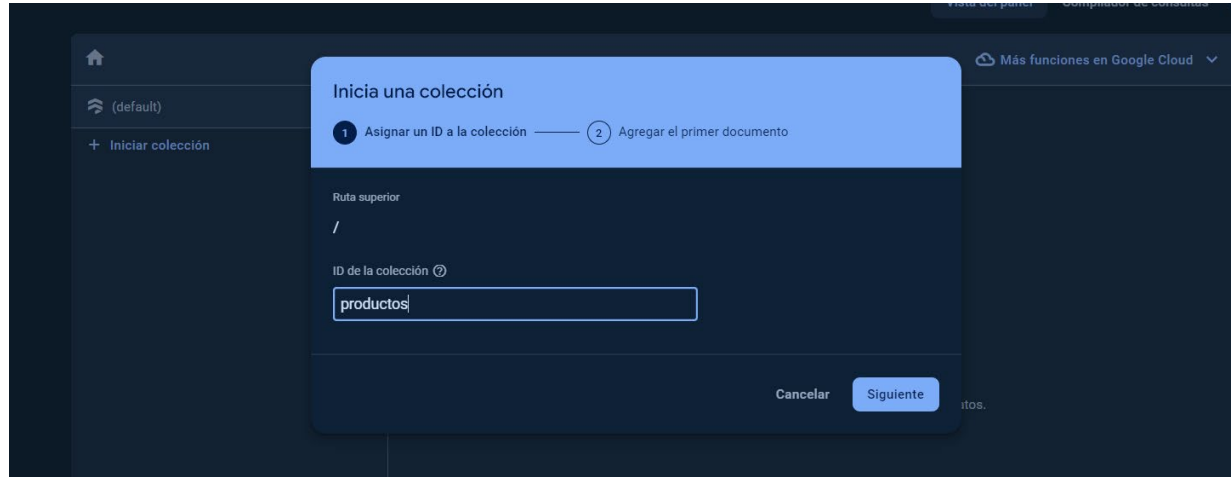 Vista del panel Compilador de consultas
Más funciones en Google Cloud
(default)
+ Iniciar colección
Inicia una colección
1 Asignar un ID a la colección 2 Agregar el primer documento
Ruta superior
/
ID de la colección
productos
Cancelar Siguiente